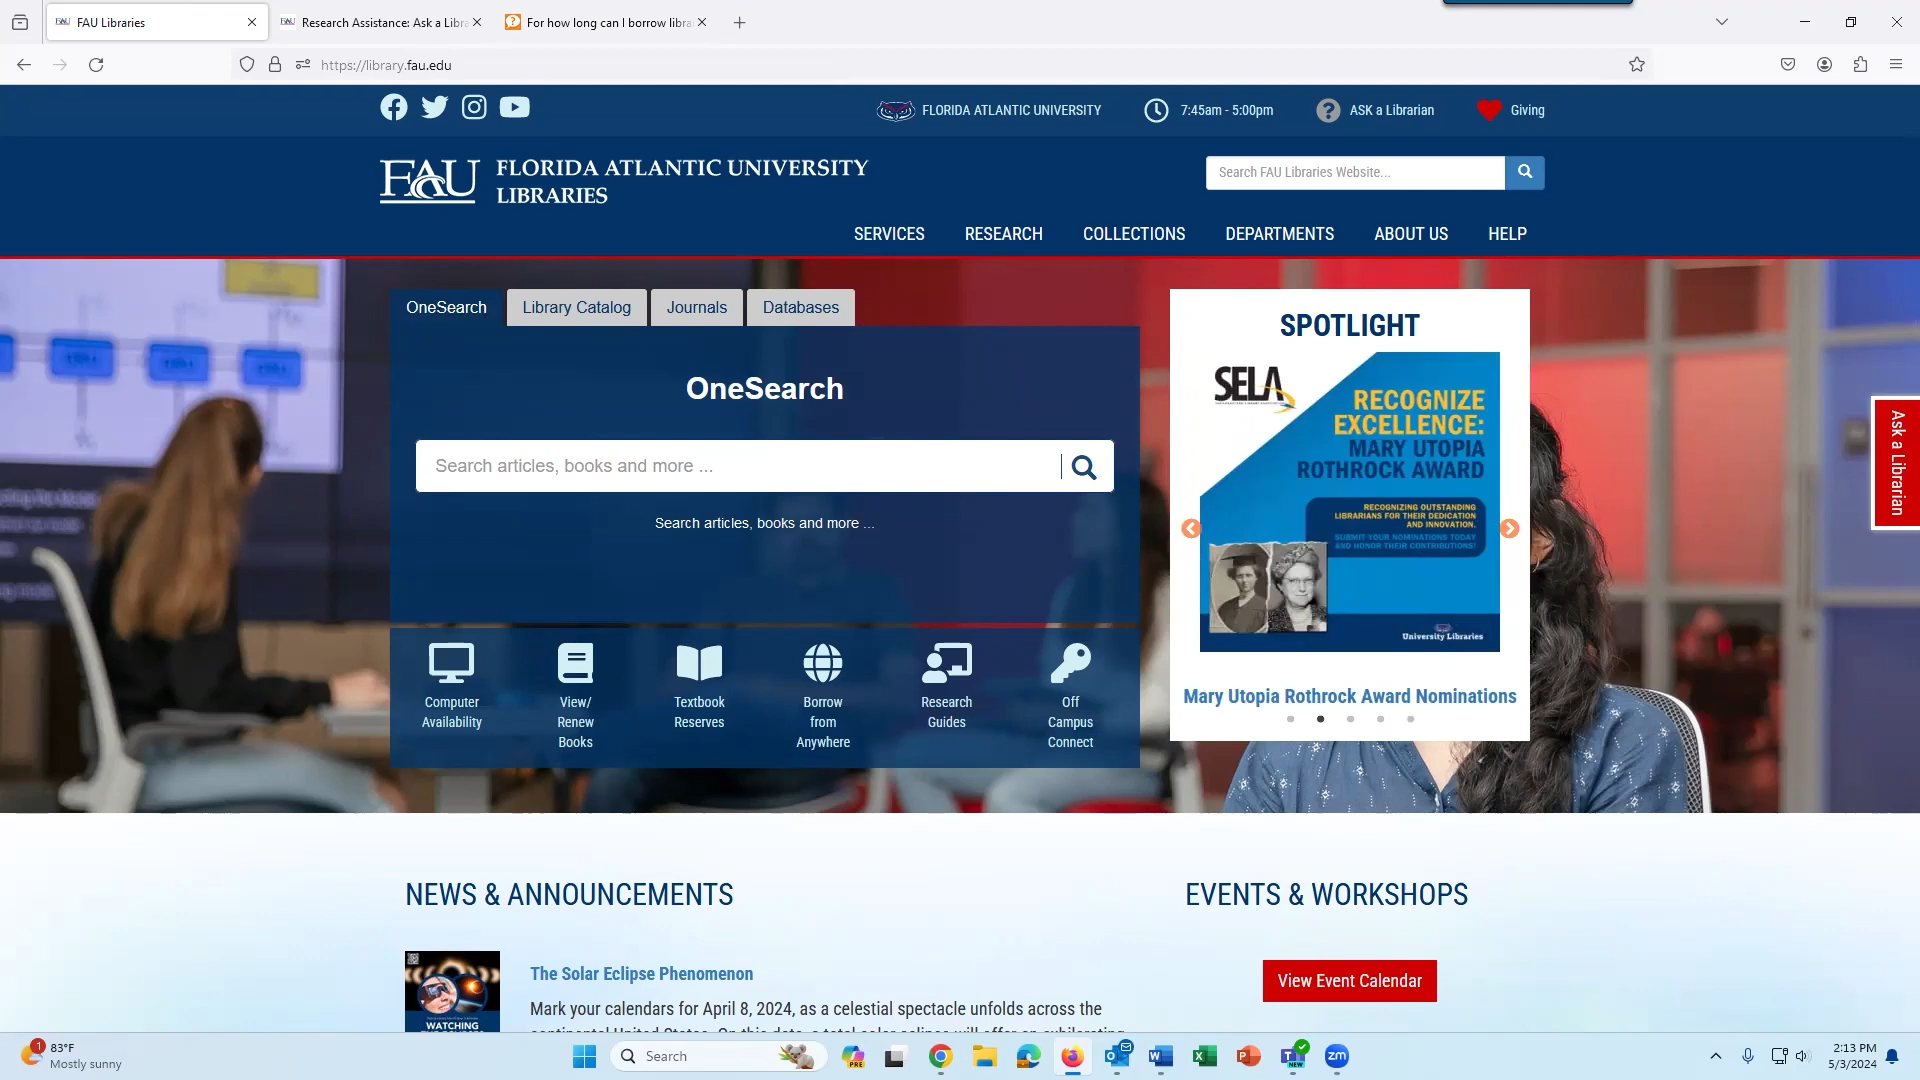 FAU Libraries
Research Assistance: Ask a Libra
For how long can I borrow libra
https://library.fau.edu
FLORIDA ATLANTIC UNIVERSITY
7:45am - 5:00pm
ASK a Librarian
Giving
FAU
FLORIDA ATLANTIC UNIVERSITY
LIBRARIES
Search FAU Libraries Website...
SERVICES
RESEARCH
COLLECTIONS
DEPARTMENTS
ABOUT US
HELP
OneSearch
Library Catalog
Journals
Databases
OneSearch
Search articles, books and more ...
Search articles, books and more ...
Computer
Availability
View/
Renew
Books
Textbook
Reserves
Borrow
from
Anywhere
Research
Guides
Off
Campus
Connect
SPOTLIGHT
SELA
RECOGNIZE
EXCELLENCE:
MARY UTOPIA
ROTHROCK AWARD
RECOGNIZING OUTSTANDING
LIBRARIANS FOR THEIR DEDICATION
AND INNOVATION.
SUBMIT YOUR NOMINATIONS TODAY
AND HONOR THEIR CONTRIBUTIONS!
University Libraries
Mary Utopia Rothrock Award Nominations
Ask a Librarian
NEWS & ANNOUNCEMENTS
EVENTS & WORKSHOPS
WATCHING
The Solar Eclipse Phenomenon
Mark your calendars for April 8, 2024, as a celestial spectacle unfolds across the
View Event Calendar
1
83°F
Mostly sunny
Search
PRE
NEW
zm
2:13 PM
5/3/2024